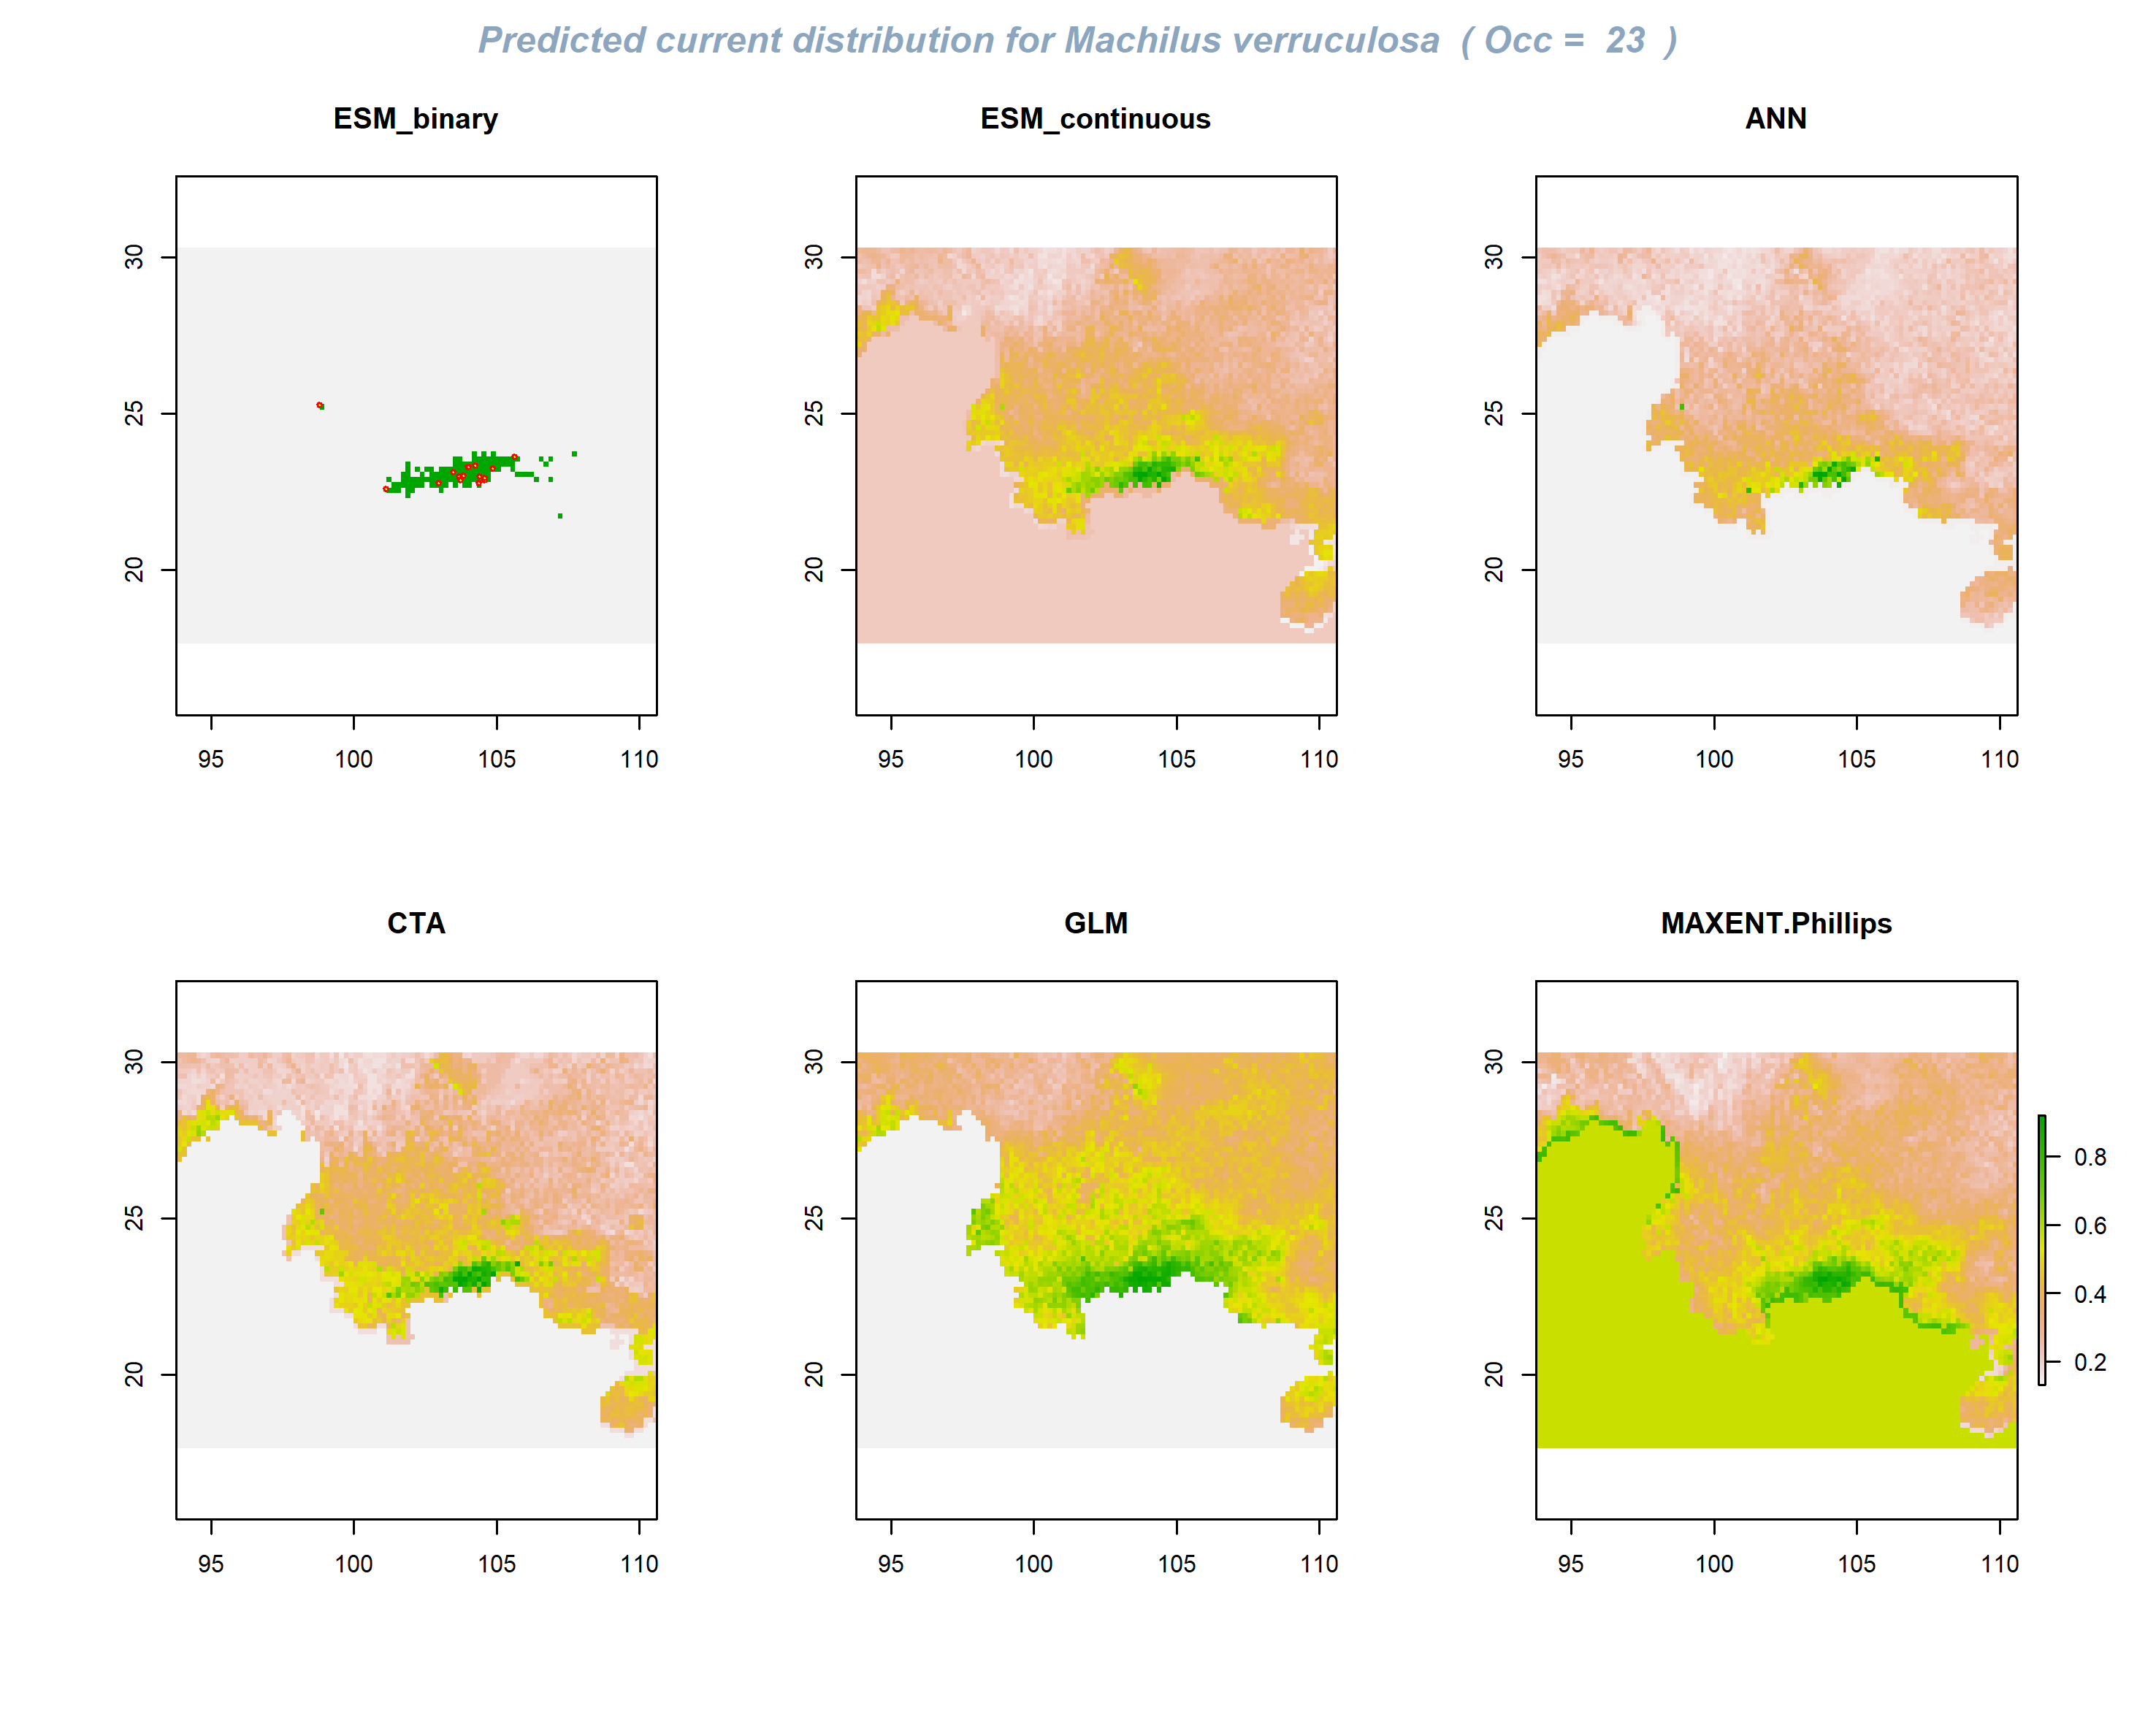 Predicted current distribution for Machilus verruculosa ( Occ = 23 )
ESM_binary
30
25
20
95 100 105 110
ESM_continuous
30
25
20
95 100 105 110
ANN
30
25
20
95 100 105 110
CTA
30
25
20
95 100 105 110
GLM
30
25
20
95 100 105 110
MAXENT.Phillips
30
25
20
95 100 105 110
0.8
0.6
0.4
0.2